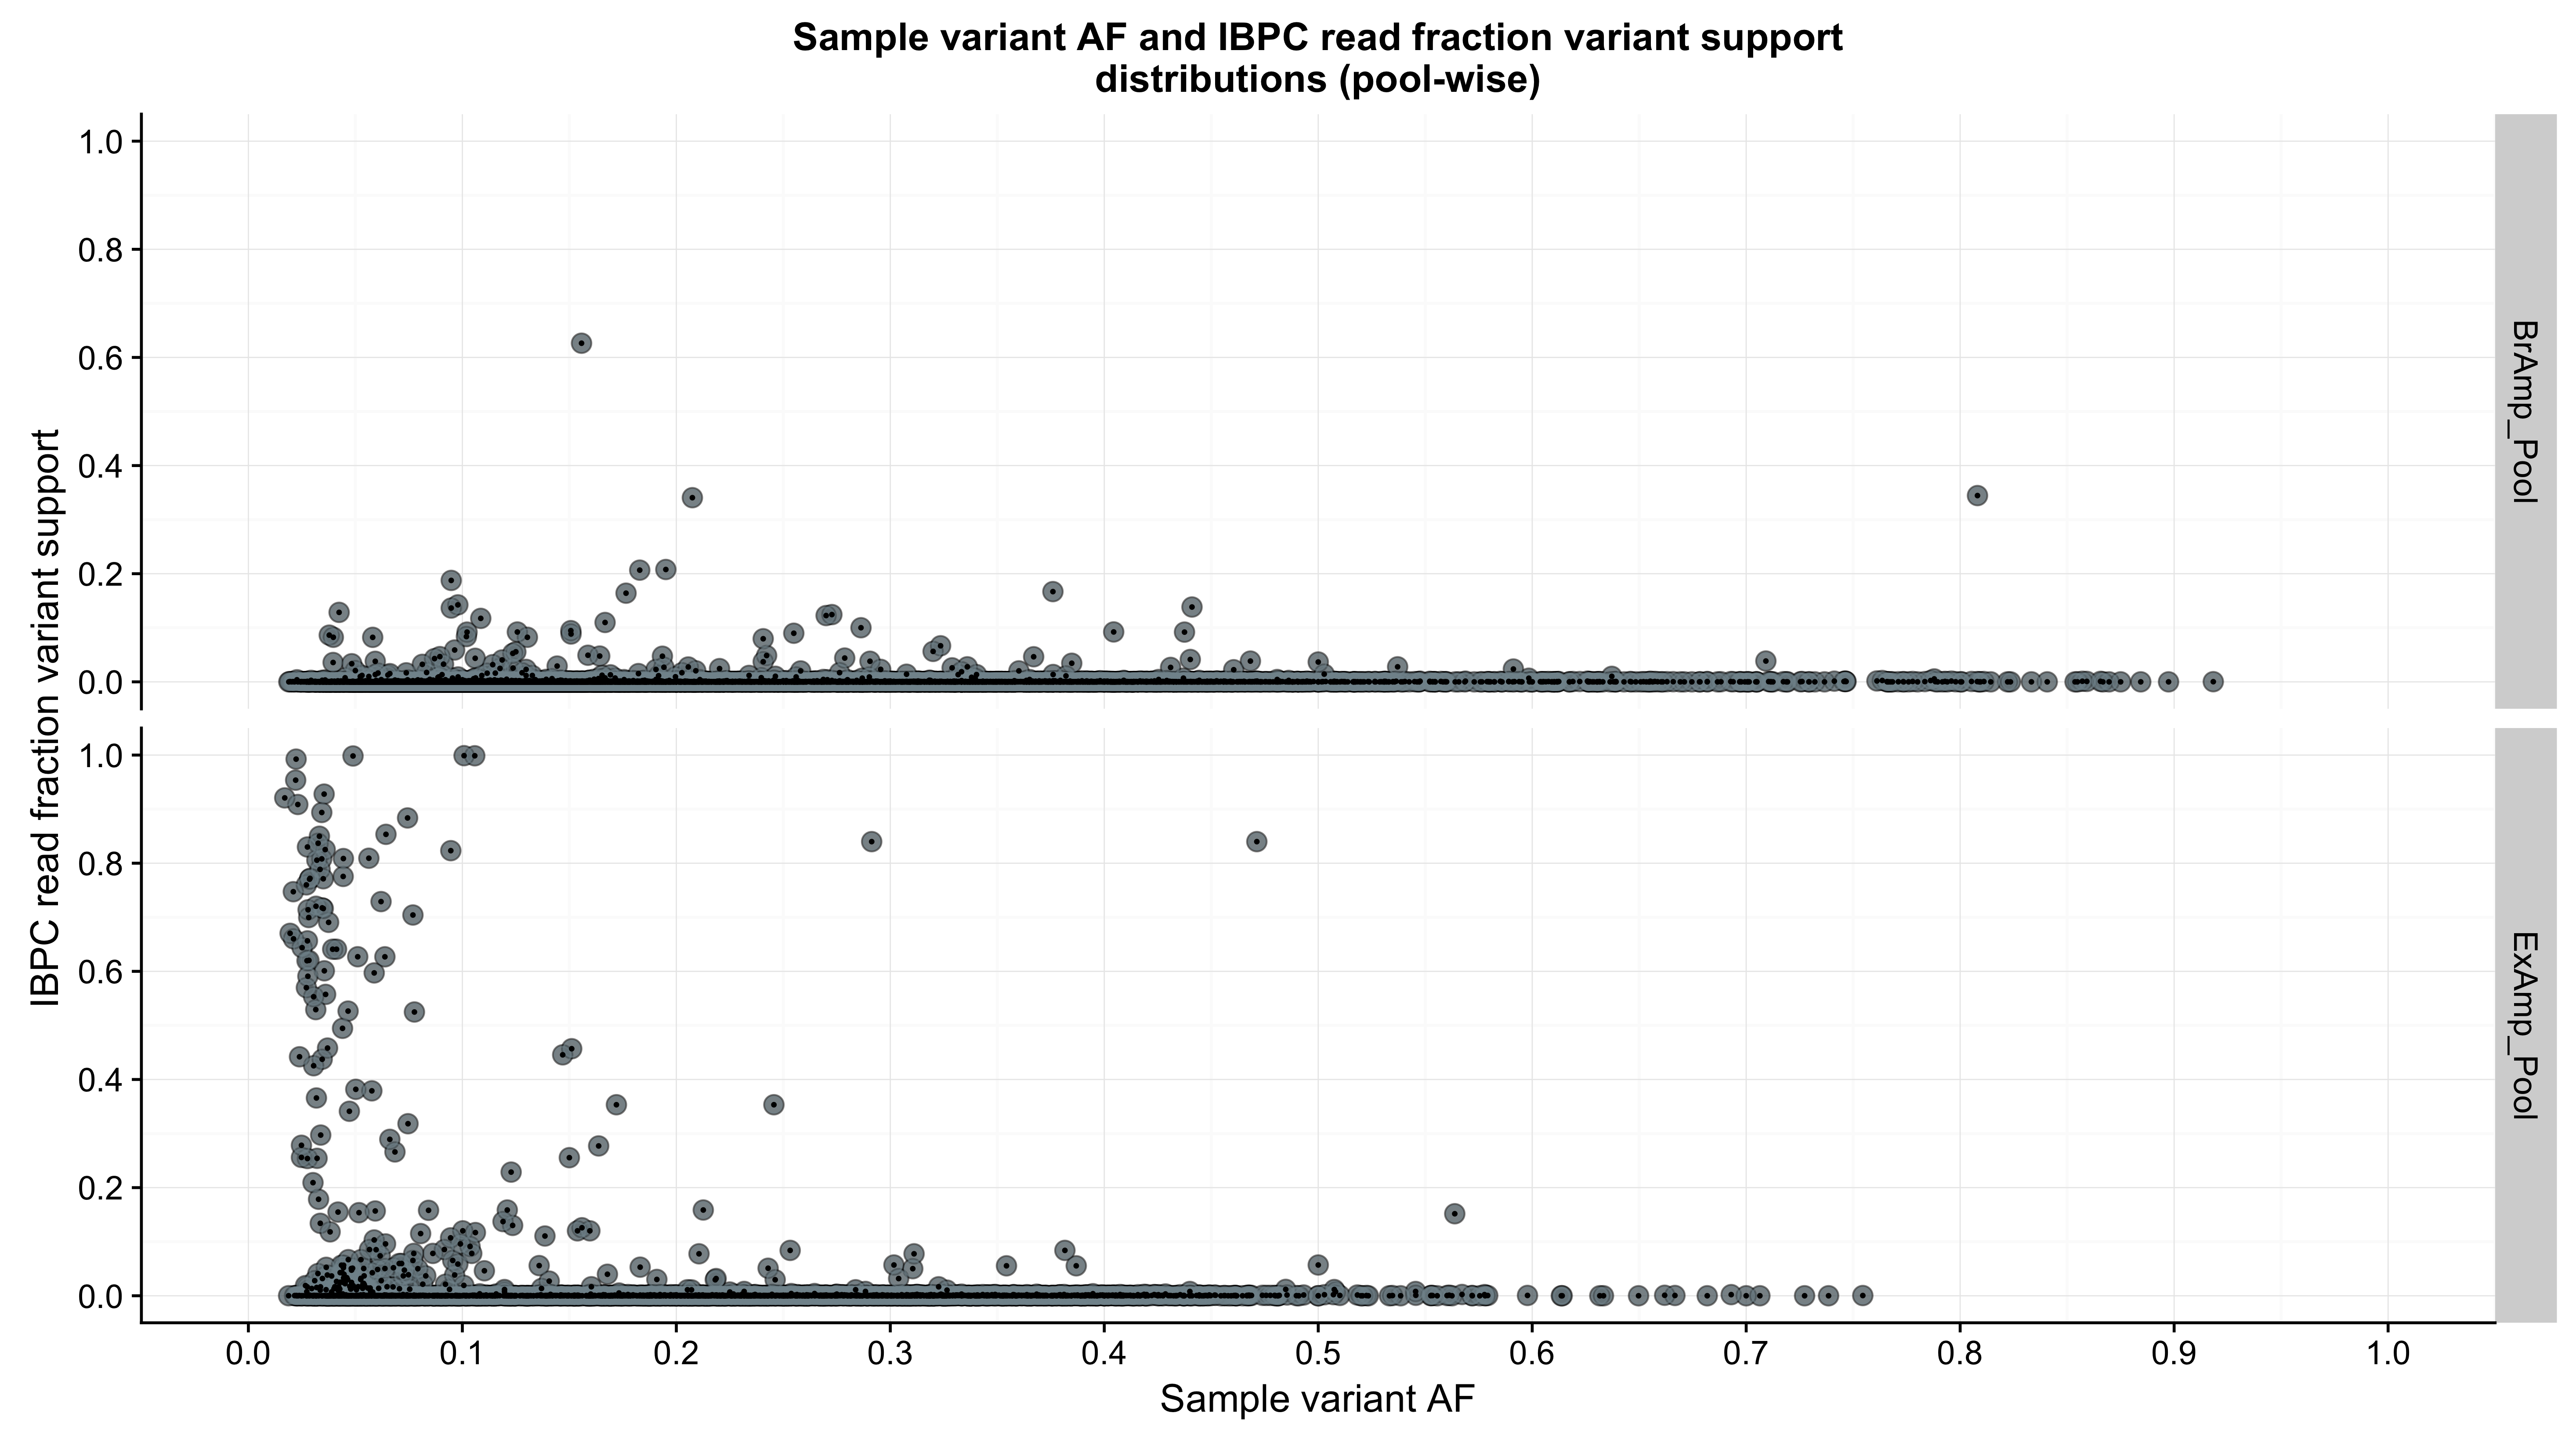 Sample variant AF and IBPC read fraction variant support
distributions (pool-wise)
IBPC read fraction variant support
1.0
0.8
0.6
0.4
0.2
0.0
BrAmp_Pool
1.0
0.8
0.6
0.4
0.2
0.0
ExAmp_Pool
0.0 0.1 0.2 0.3 0.4 0.5 0.6 0.7 0.8 0.9 1.0
Sample variant AF